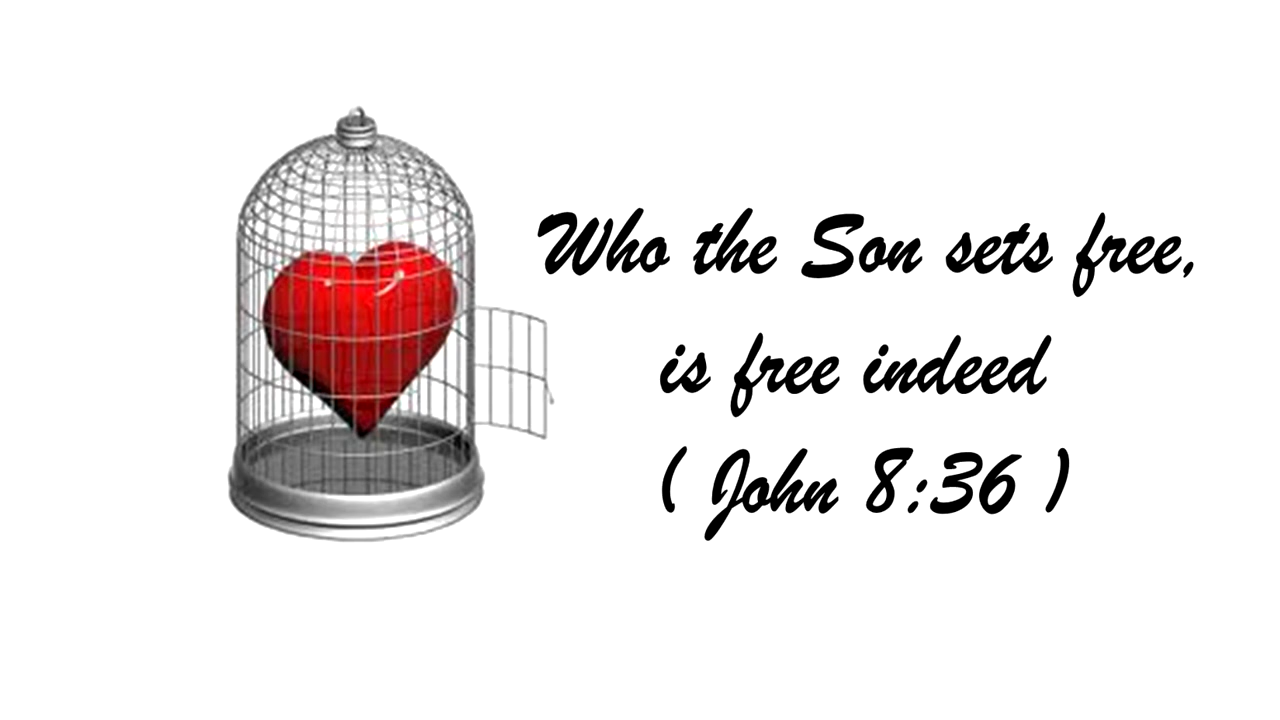 Who the Son sets free,
is free indeed
( John 8:36 )